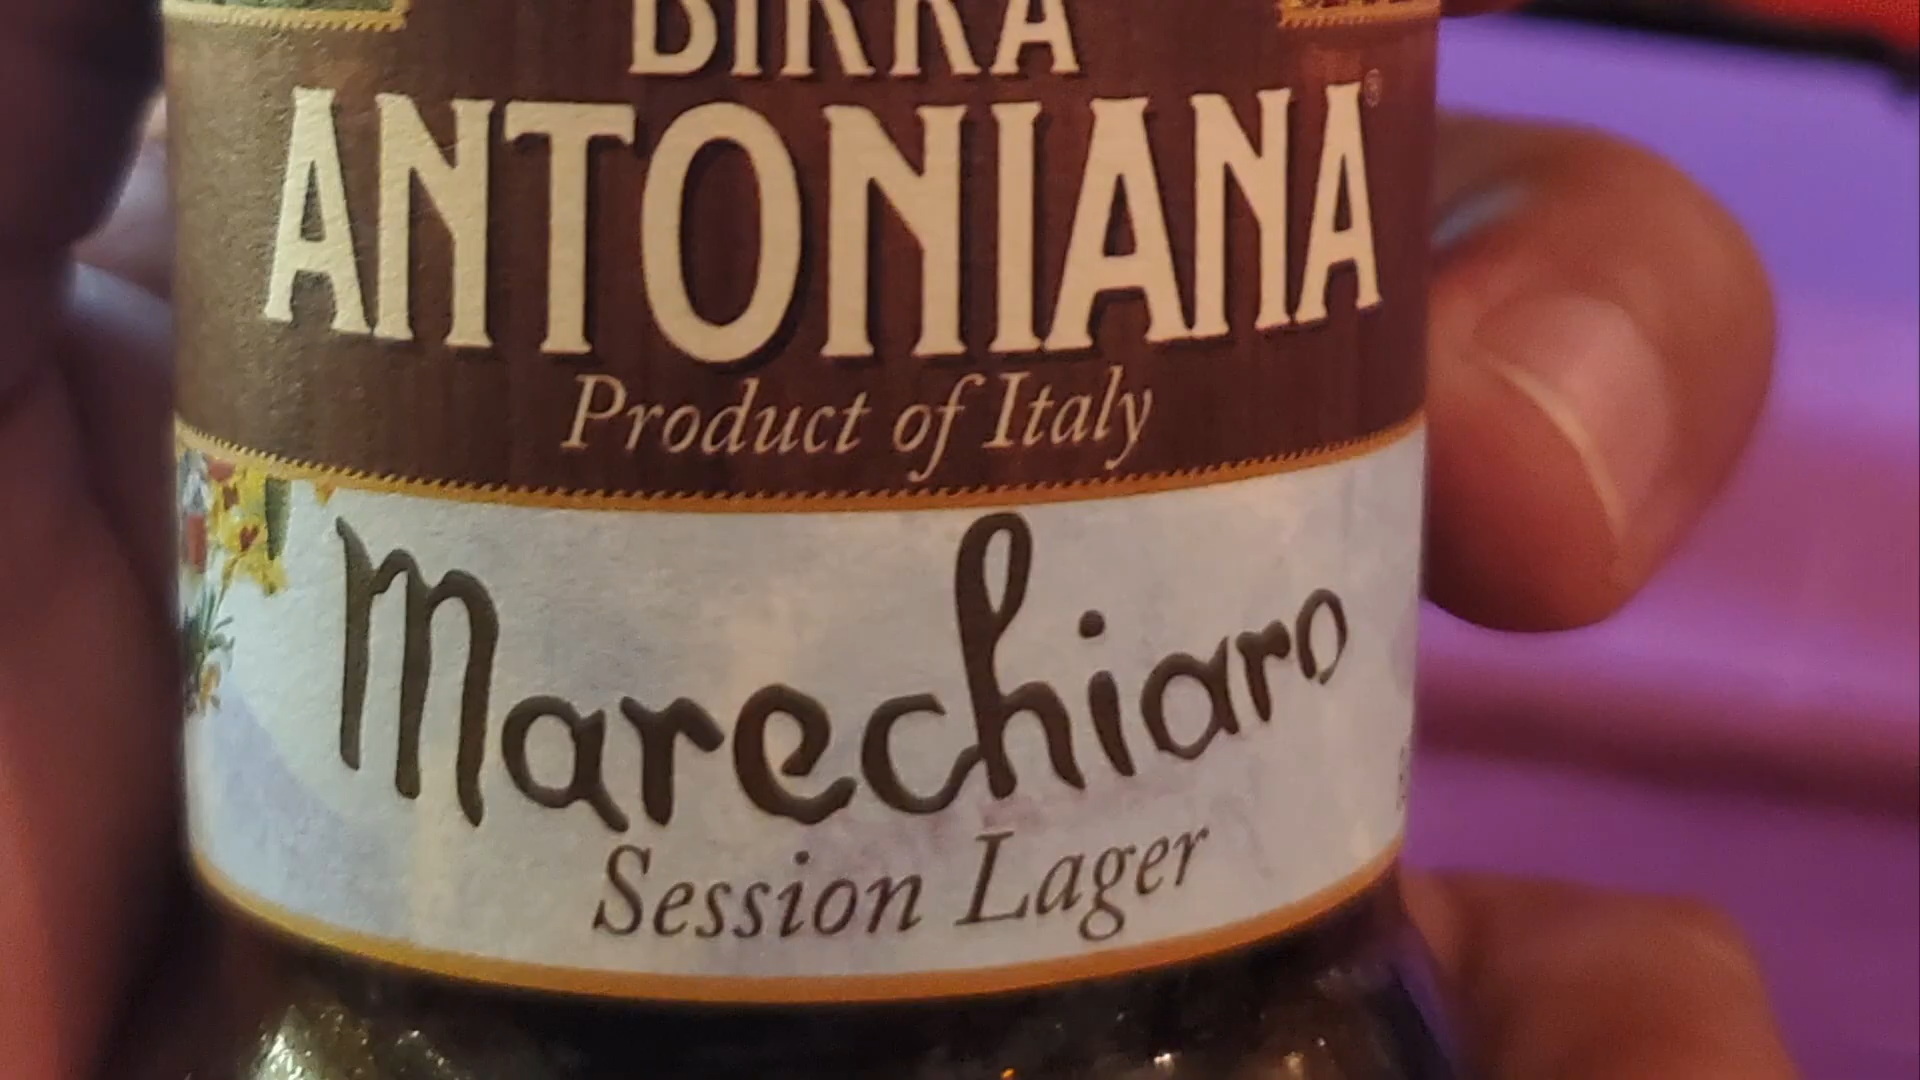 BIRRA
ANTONIANA®
Product of Italy
Marechiaro
Session Lager